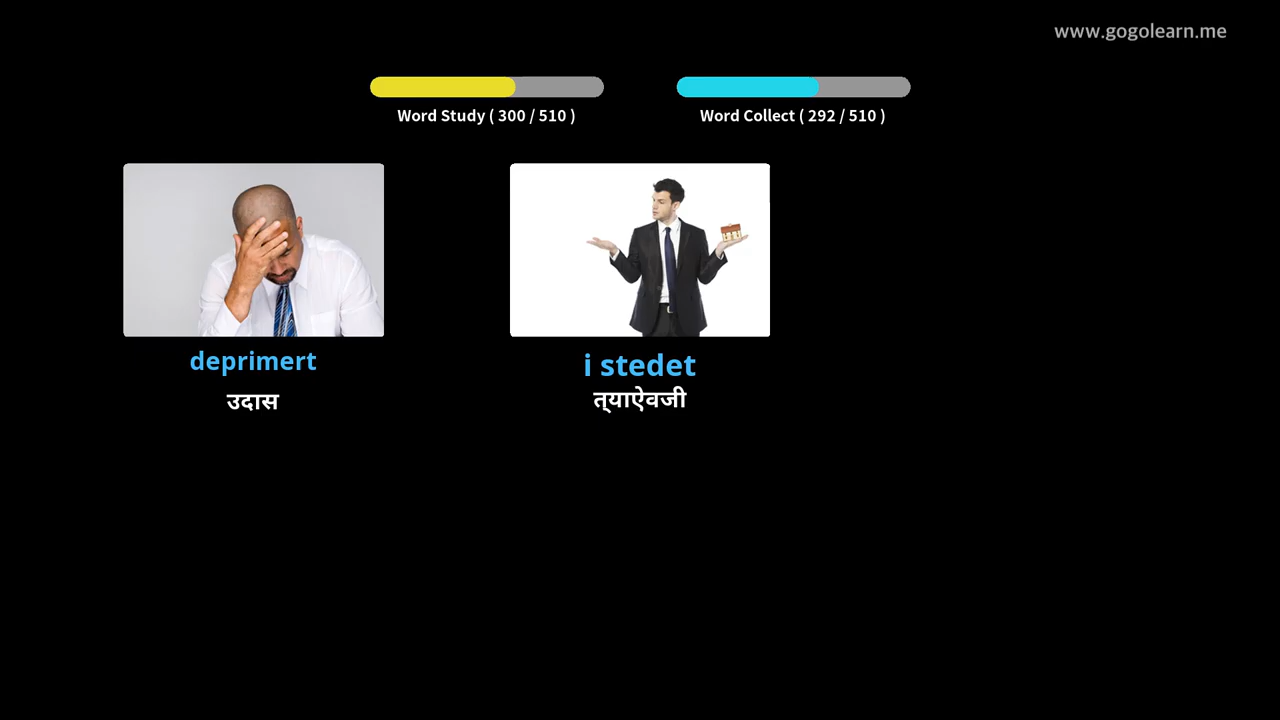 www.gogolearn.me
Word Study ( 300 / 510 )
Word Collect ( 292 / 510 )
deprimert
उदास
i stedet
त्याऐवजी